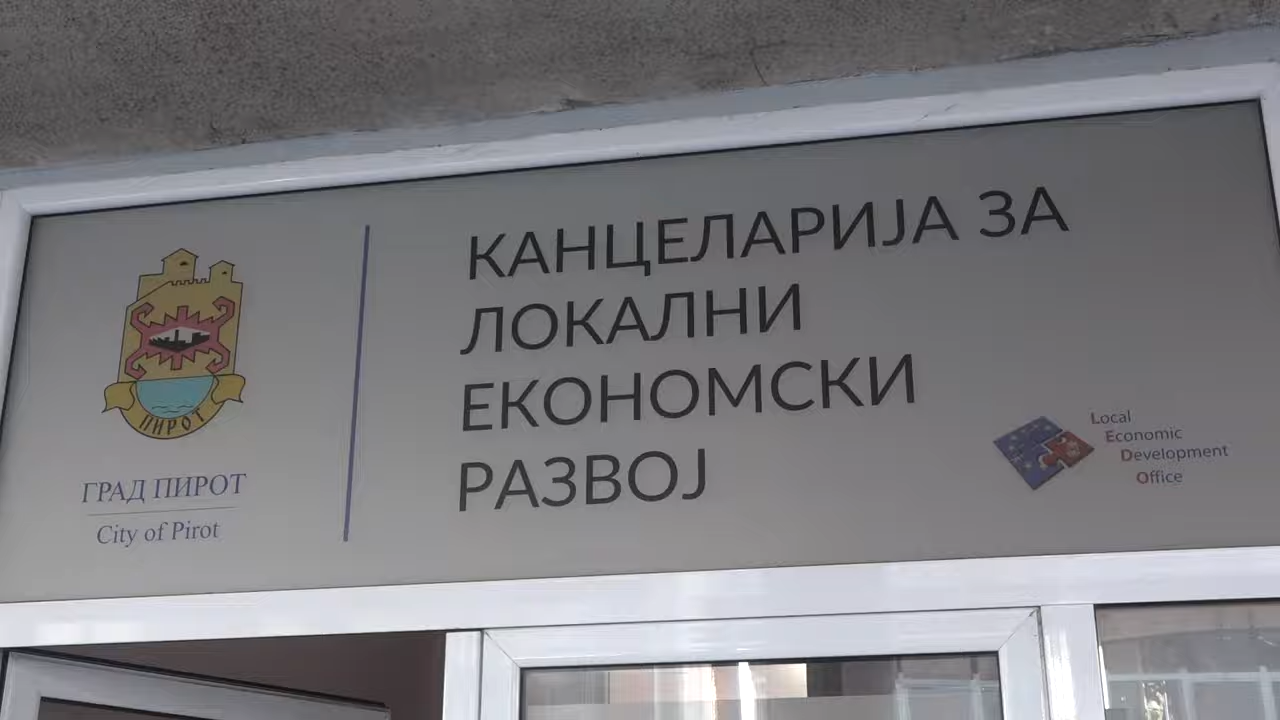 ПИРОТ
ГРАД ПИРОТ
City of Pirot
КАНЦЕЛАРИЈА ЗА
ЛОКАЛНИ
ЕКОНОМСКИ
РАЗВОЈ
Local
Economic
Development
Office